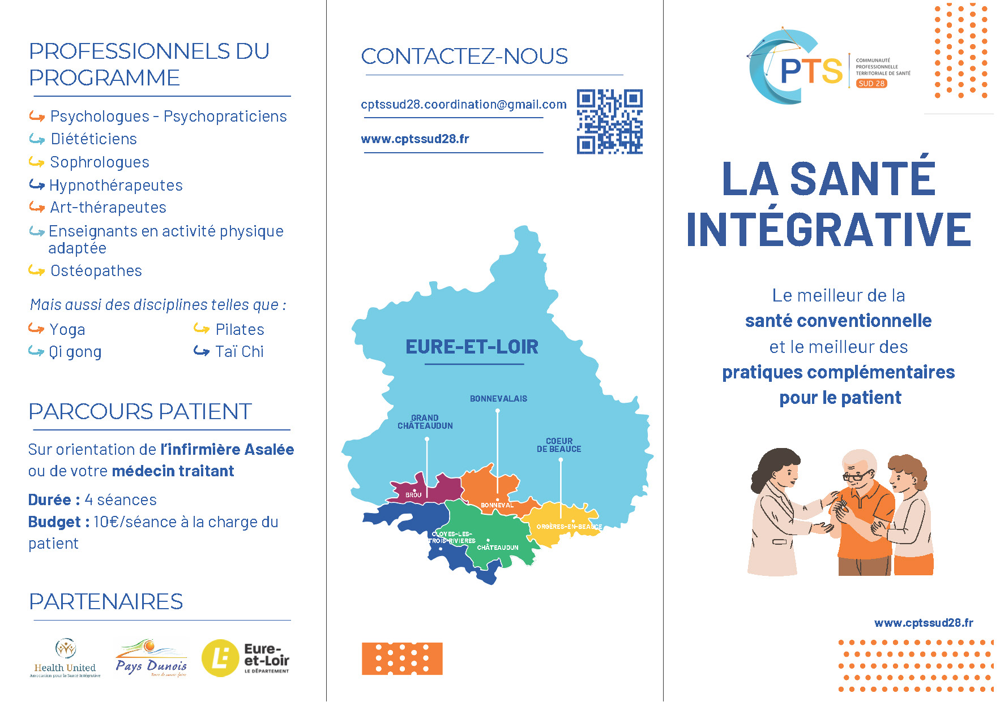 PROFESSIONNELS DU
PROGRAMME
Psychologues - Psychopraticiens
Diététiciens
Sophrologues
Hypnothérapeutes
Art-thérapeutes
Enseignants en activité physique
adaptée
Ostéopathes
Mais aussi des disciplines telles que :
Yoga
Pilates
Qi gong
Taï Chi
PARCOURS PATIENT
Sur orientation de l'infirmière Asalée
ou de votre médecin traitant
Durée : 4 séances
Budget : 10€/séance à la charge du
patient
PARTENAIRES
Health United
Association pour la Santé Intégrative
Pays Dunois
Terre de savoir-faire
Eure-
et-Loir
LE DÉPARTEMENT
CONTACTEZ-NOUS
cptssud28.coordination@gmail.com
www.cptssud28.fr
EURE-ET-LOIR
BONNEVALAIS
GRAND
CHÂTEAUDUN
COEUR
DE BEAUCE
BROU
BONNEVAL
ORGÈRES-EN-BEAUCE
CLOYES-LES-
TROIS-RIVIERES
CHÂTEAUDUN
CPTS
COMMUNAUTÉ
PROFESSIONNELLE
TERRITORIALE DE SANTÉ
SUD 28
LA SANTÉ
INTÉGRATIVE
Le meilleur de la
santé conventionnelle
et le meilleur des
pratiques complémentaires
pour le patient
www.cptssud28.fr